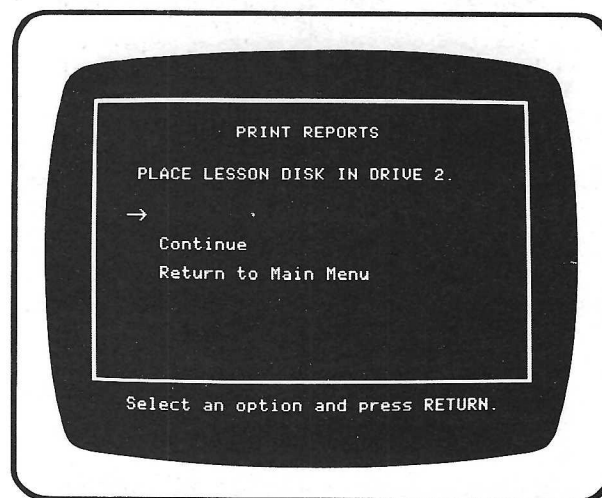 PRINT REPORTS
PLACE LESSON DISK IN DRIVE 2.
→
Continue
Return to Main Menu
Select an option and press RETURN.